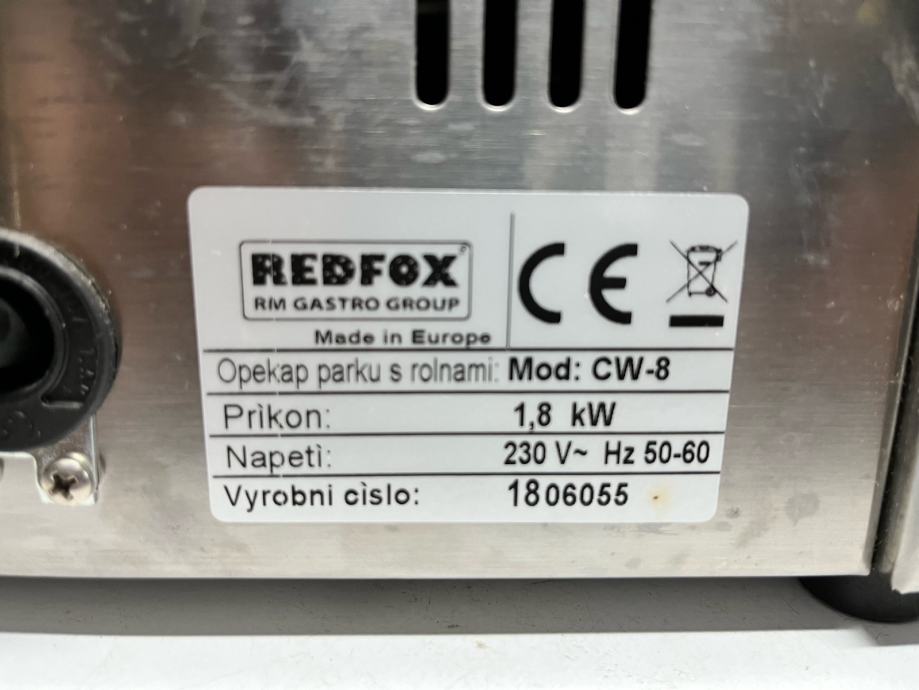 REDFOX
RM GASTRO GROUP
Made in Europe
CE
Opekap parku s rolnami: Mod: CW-8
Prìkon: 1,8 kW
Napetì: 230 V~ Hz 50-60
Vyrobni cìslo: 1806055